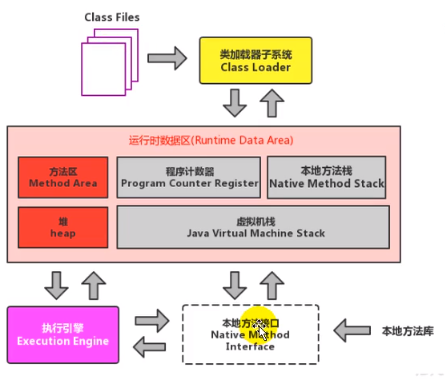 Class Files
类加载器子系统
Class Loader
运行时数据区(Runtime Data Area)
方法区
Method Area
程序计数器
Program Counter Register
本地方法栈
Native Method Stack
堆
heap
虚拟机栈
Java Virtual Machine Stack
执行引擎
Execution Engine
本地方法接口
Native Method
Interface
本地方法库